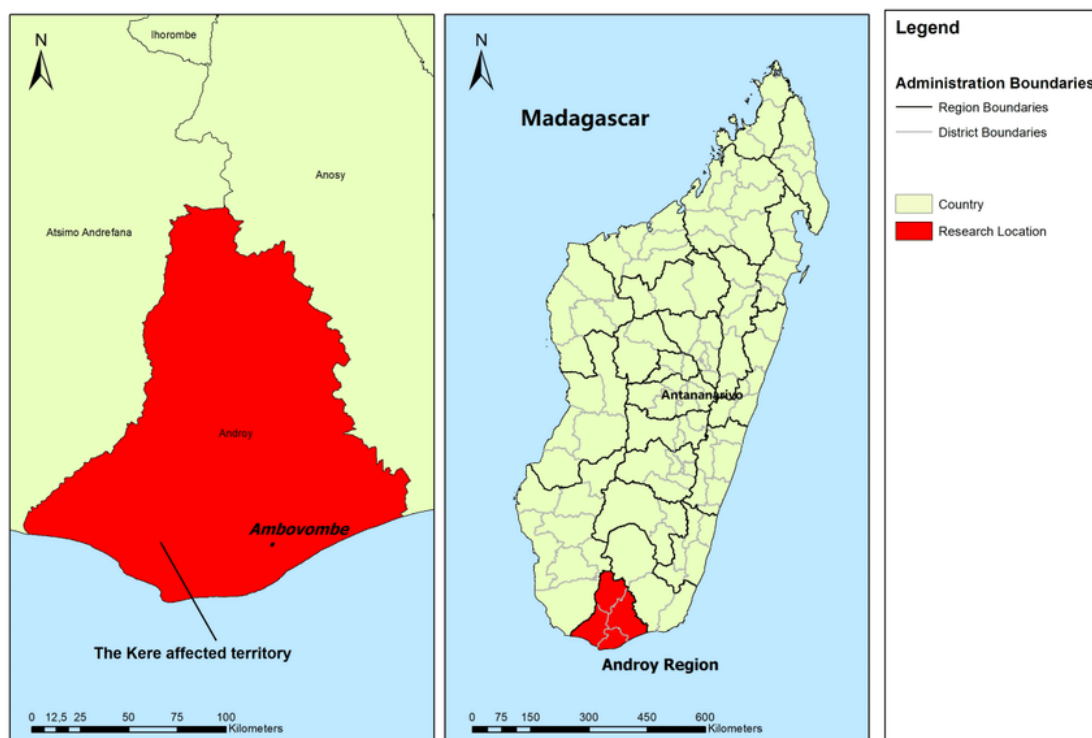 N
Ihorombe
Anosy
Atsimo Andrefana
Androy
Ambovombe
The Kere affected territory
0 12,5 25 50 75 100
Kilometers
N
Madagascar
Antananarivo
Androy Region
0 75 150 300 450 600
Kilometers
Legend
Administration Boundaries
Region Boundaries
District Boundaries
Country
Research Location